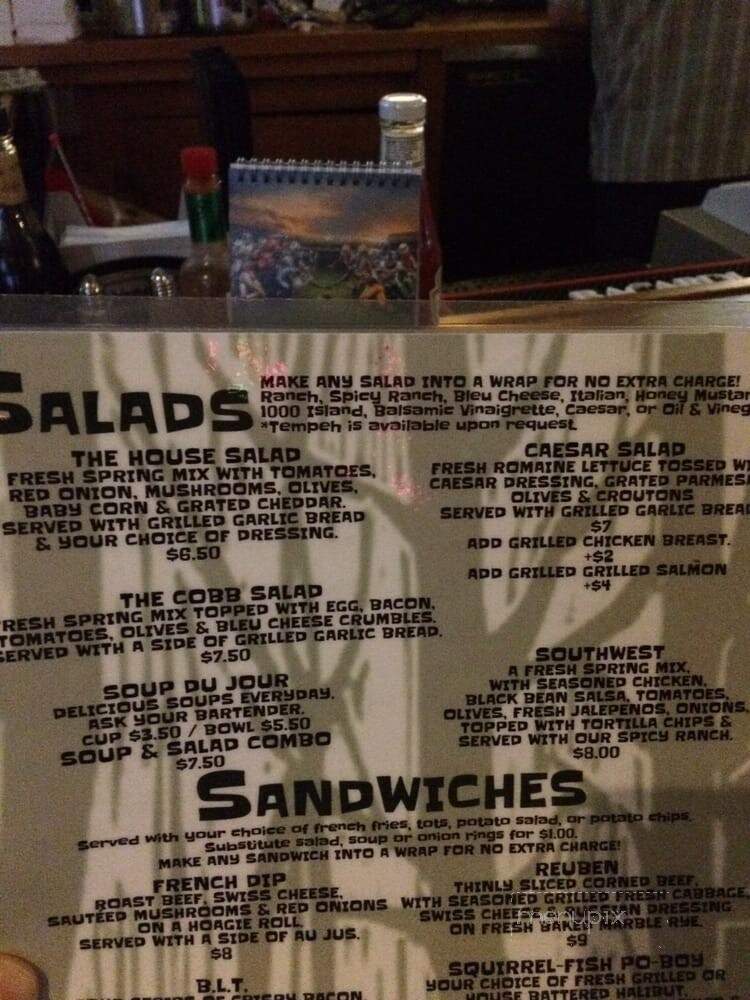 BACARDI
SALADS
MAKE ANY SALAD INTO A WRAP FOR NO EXTRA CHARGE!
Ranch, Spicy Ranch, Bleu Cheese, Italian, Honey Mustar
1000 Island, Balsamic Vinaigrette, Caesar, or Oil & Vineg
*Tempeh is available upon request.
THE HOUSE SALAD
FRESH SPRING MIX WITH TOMATOES,
RED ONION, MUSHROOMS, OLIVES,
BABY CORN & GRATED CHEDDAR.
SERVED WITH GRILLED GARLIC BREAD
& YOUR CHOICE OF DRESSING.
$6.50
THE COBB SALAD
FRESH SPRING MIX TOPPED WITH EGG, BACON,
TOMATOES, OLIVES & BLEU CHEESE CRUMBLES.
SERVED WITH A SIDE OF GRILLED GARLIC BREAD.
$7.50
SOUP DU JOUR
DELICIOUS SOUPS EVERYDAY.
ASK YOUR BARTENDER.
CUP $3.50 / BOWL $5.50
SOUP & SALAD COMBO
$7.50
CAESAR SALAD
FRESH ROMAINE LETTUCE TOSSED WI
CAESAR DRESSING, GRATED PARMESA
OLIVES & CROUTONS
SERVED WITH GRILLED GARLIC BREAD
$7
ADD GRILLED CHICKEN BREAST.
+$2
ADD GRILLED GRILLED SALMON
+$4
SOUTHWEST
A FRESH SPRING MIX,
WITH SEASONED CHICKEN,
BLACK BEAN SALSA, TOMATOES,
OLIVES, FRESH JALEPENOS, ONIONS,
TOPPED WITH TORTILLA CHIPS &
SERVED WITH OUR SPICY RANCH.
$8.00
SANDWICHES
Served with your choice of french fries, tots, potato salad, or potato chips.
Substitute salad, soup or onion rings for $1.00.
MAKE ANY SANDWICH INTO A WRAP FOR NO EXTRA CHARGE!
FRENCH DIP
ROAST BEEF, SWISS CHEESE,
SAUTÉED MUSHROOMS & RED ONIONS
ON A HOAGIE ROLL.
SERVED WITH A SIDE OF AU JUS.
$8
B.L.T.
CRISPY BACON
REUBEN
THINLY SLICED CORNED BEEF,
WITH SEASONED GRILLED FRESH CABBAGE,
SWISS CHEESE & RUSSIAN DRESSING
ON FRESH BAKED MARBLE RYE.
$9
SQUIRREL-FISH PO-BOY
YOUR CHOICE OF FRESH GRILLED OR
HOUSE BATTERED HALIBUT.
menupix